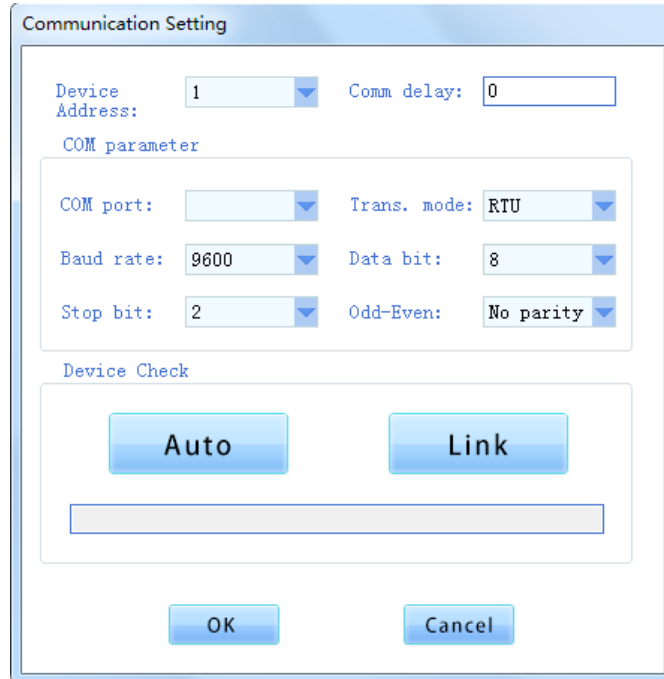 Communication Setting
Device Address: 1 Comm delay: 0
COM parameter
COM port: Trans. mode: RTU
Baud rate: 9600 Data bit: 8
Stop bit: 2 Odd-Even: No parity
Device Check
Auto Link
OK Cancel